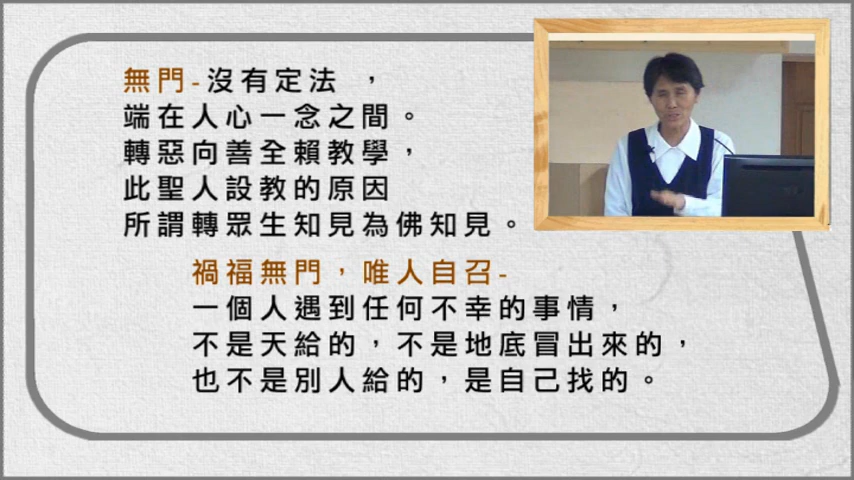 無門-沒有定法，
端在人心一念之間。
轉惡向善全賴教學，
此聖人設教的原因
所謂轉眾生知見為佛知見。
禍福無門，唯人自召-
一個人遇到任何不幸的事情，
不是天給的，不是地底冒出來的，
也不是別人給的，是自己找的。